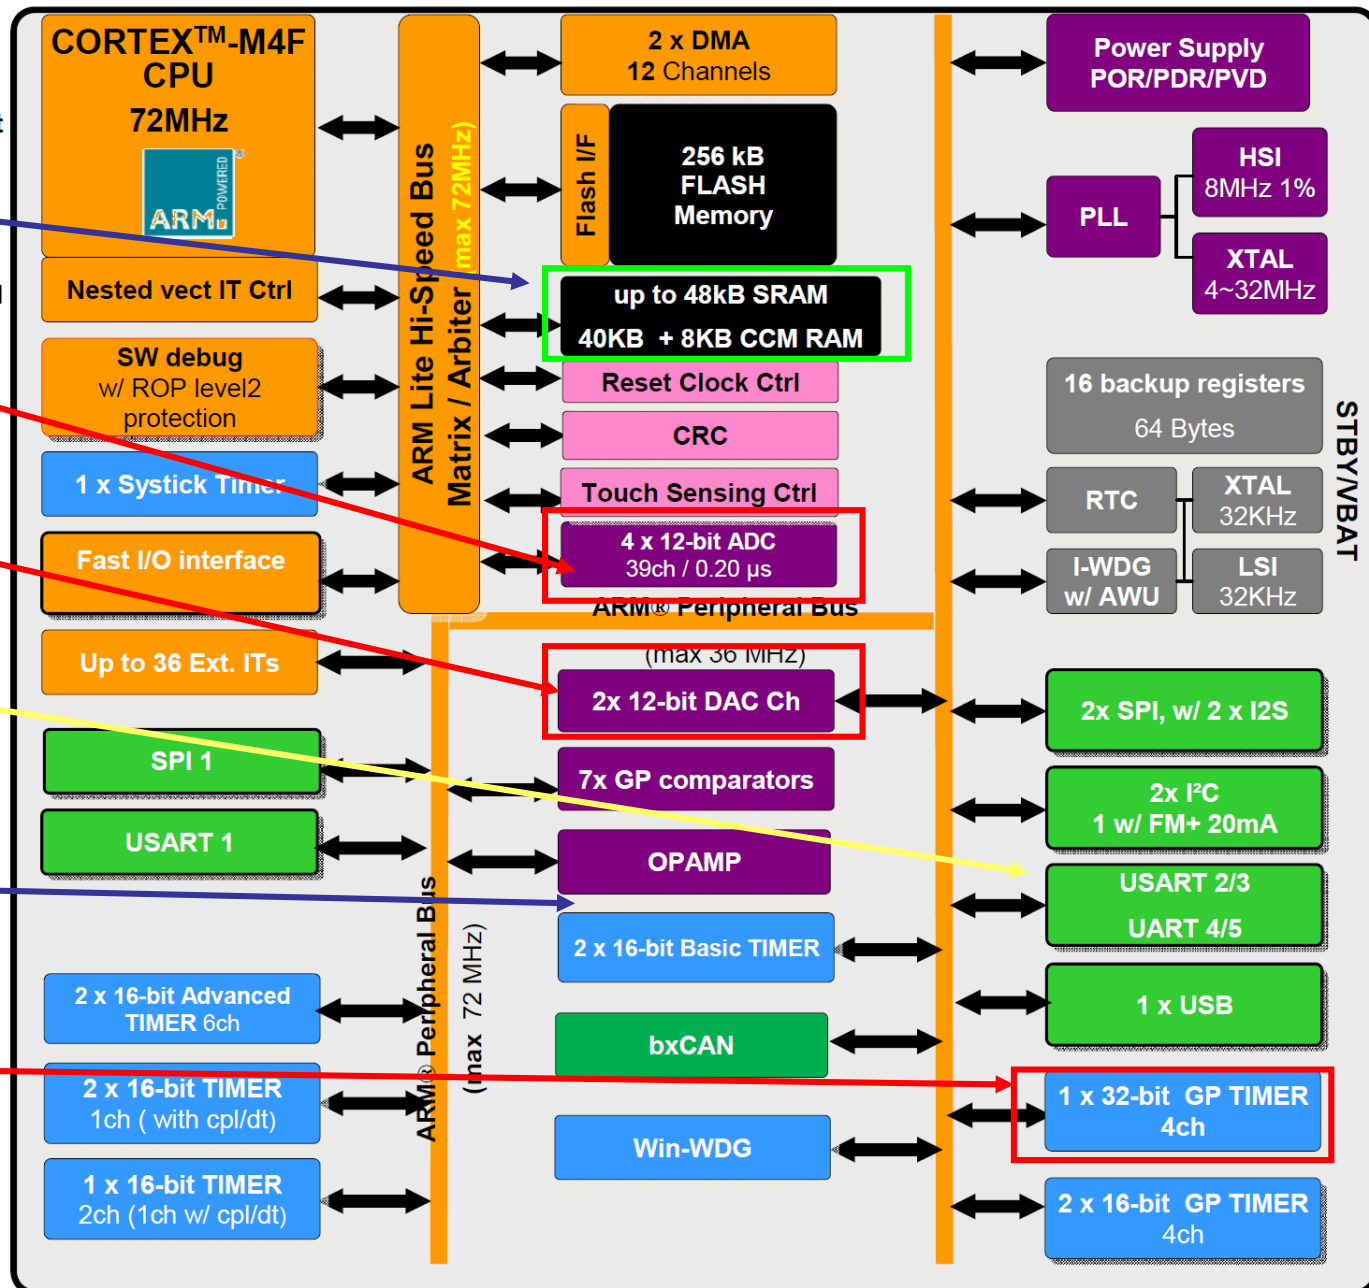 CORTEX™-M4F
CPU
72MHz
ARM POWERED ®
Nested vect IT Ctrl
SW debug
w/ ROP level2
protection
1 x Systick Timer
Fast I/O interface
Up to 36 Ext. ITs
SPI 1
USART 1
2 x 16-bit Advanced
TIMER 6ch
2 x 16-bit TIMER
1ch ( with cpl/dt)
1 x 16-bit TIMER
2ch (1ch w/ cpl/dt)
ARM Lite Hi-Speed Bus
Matrix / Arbiter (max 72MHz)
ARM® Peripheral Bus
(max 72 MHz)
2 x DMA
12 Channels
Flash I/F
256 kB
FLASH
Memory
up to 48kB SRAM
40KB + 8KB CCM RAM
Reset Clock Ctrl
CRC
Touch Sensing Ctrl
4 x 12-bit ADC
39ch / 0.20 µs
ARM® Peripheral Bus
(max 36 MHz)
2x 12-bit DAC Ch
7x GP comparators
OPAMP
2 x 16-bit Basic TIMER
bxCAN
Win-WDG
Power Supply
POR/PDR/PVD
PLL
HSI
8MHz 1%
XTAL
4~32MHz
16 backup registers
64 Bytes
RTC
XTAL
32KHz
I-WDG
w/ AWU
LSI
32KHz
STBY/VBAT
2x SPI, w/ 2 x I2S
2x I²C
1 w/ FM+ 20mA
USART 2/3
UART 4/5
1 x USB
1 x 32-bit GP TIMER
4ch
2 x 16-bit GP TIMER
4ch